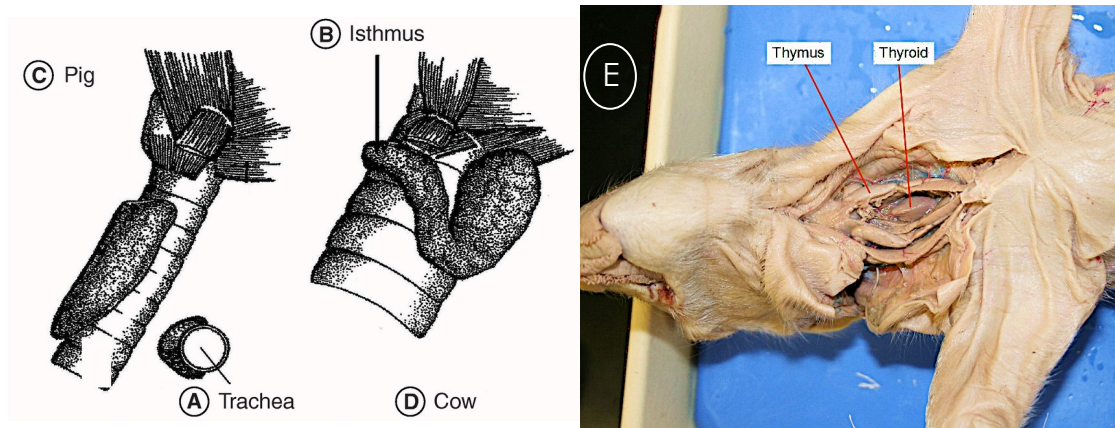 B Isthmus
C Pig
A Trachea
D Cow
E
Thymus
Thyroid